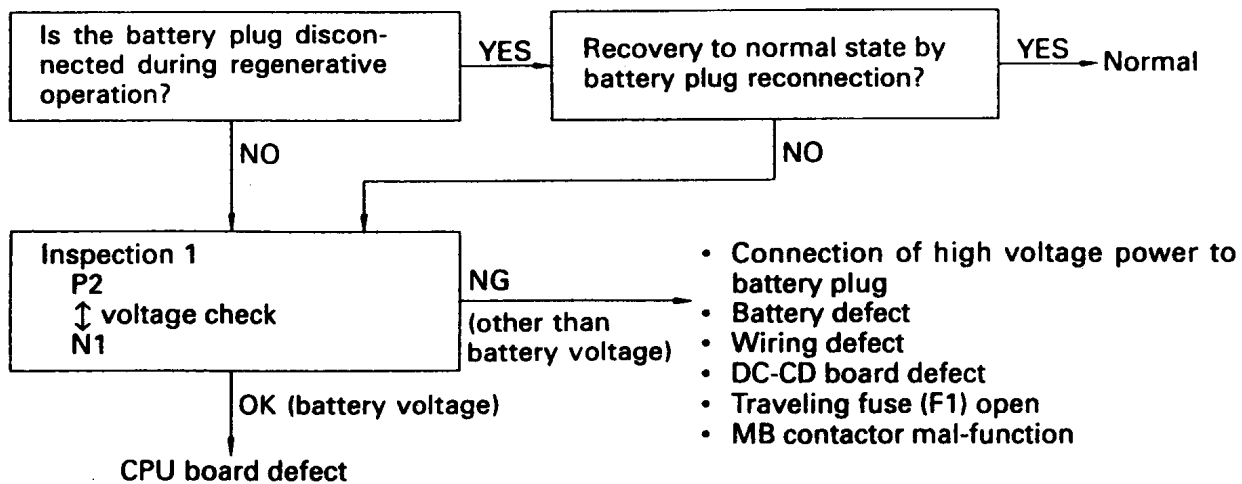 Is the battery plug discon-
nected during regenerative
operation?
YES
Recovery to normal state by
battery plug reconnection?
YES
Normal
NO
NO
Inspection 1
P2
↕ voltage check
N1
NG
(other than
battery voltage)
• Connection of high voltage power to
battery plug
• Battery defect
• Wiring defect
• DC-CD board defect
• Traveling fuse (F1) open
• MB contactor mal-function
OK (battery voltage)
CPU board defect